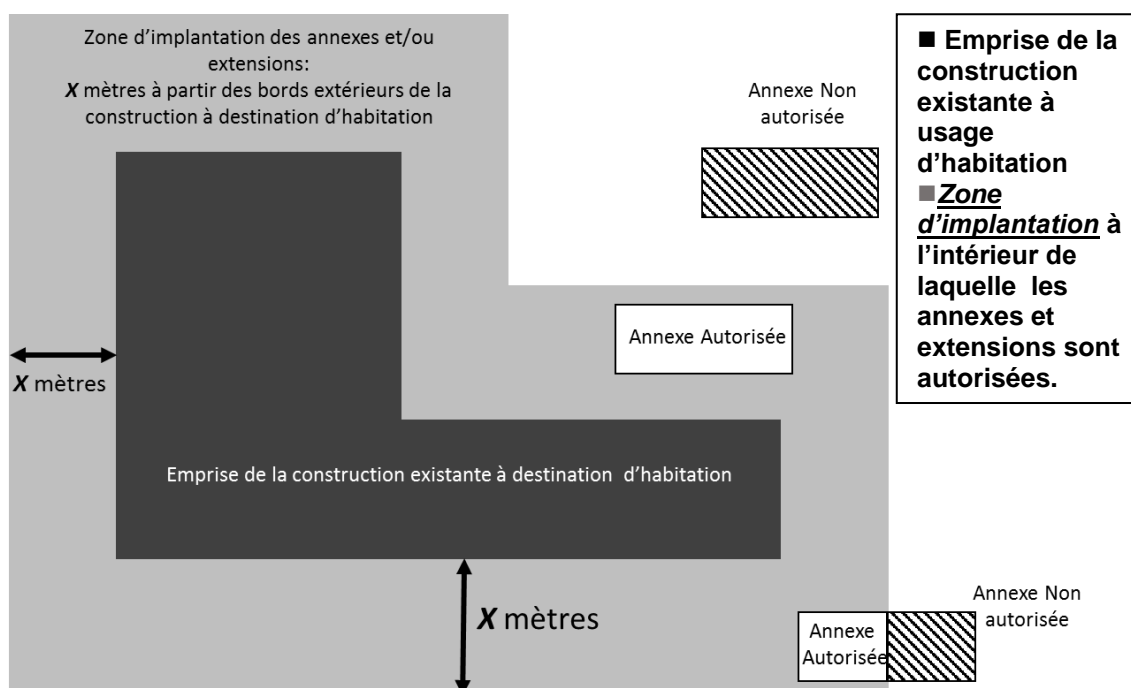 Zone d’implantation des annexes et/ou
extensions:
X mètres à partir des bords extérieurs de la
construction à destination d’habitation
Annexe Non
autorisée
■ Emprise de la
construction
existante à
usage
d’habitation
■Zone
d’implantation à
l’intérieur de
laquelle les
annexes et
extensions sont
autorisées.
Annexe Autorisée
X mètres
Emprise de la construction existante à destination d’habitation
X mètres
Annexe Non
autorisée
Annexe
Autorisée